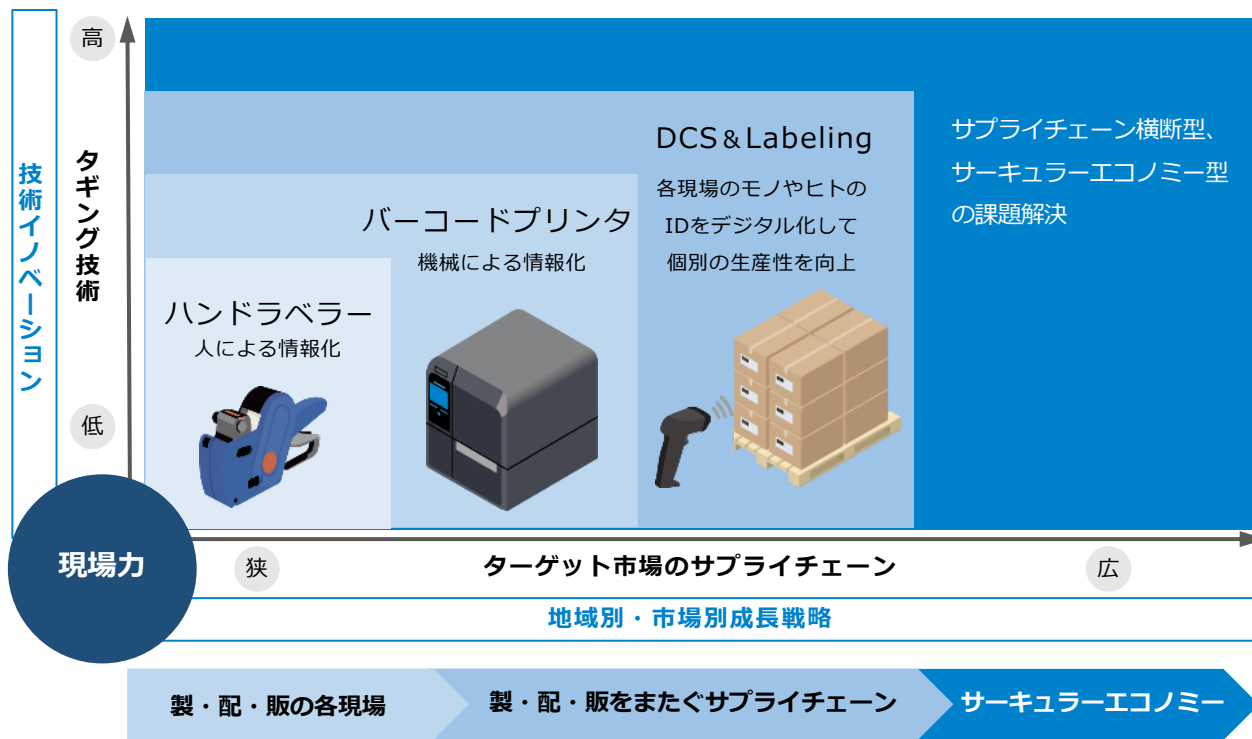 高
技術イノベーション
タギング技術
低
ハンドラベラー
人による情報化
バーコードプリンタ
機械による情報化
DCS&Labeling
各現場のモノやヒトの
IDをデジタル化して
個別の生産性を向上
サプライチェーン横断型、
サーキュラーエコノミー型
の課題解決
現場力
狭
ターゲット市場のサプライチェーン
広
地域別・市場別成長戦略
製・配・販の各現場
製・配・販をまたぐサプライチェーン
サーキュラーエコノミー